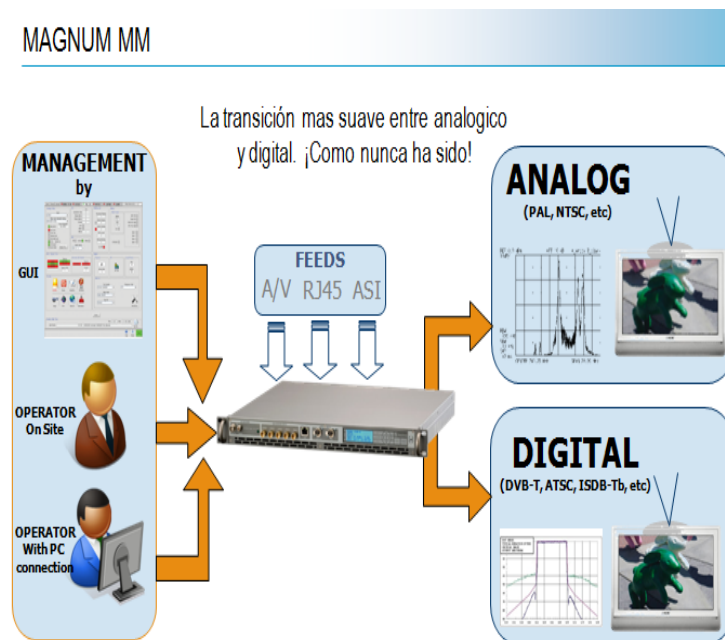 MAGNUM MM
La transición mas suave entre analogico
y digital. ¡Como nunca ha sido!
MANAGEMENT
by
GUI
OPERATOR
On Site
OPERATOR
With PC
connection
FEEDS
A/V RJ45 ASI
ANALOG
(PAL, NTSC, etc)
DIGITAL
(DVB-T, ATSC, ISDB-Tb, etc)